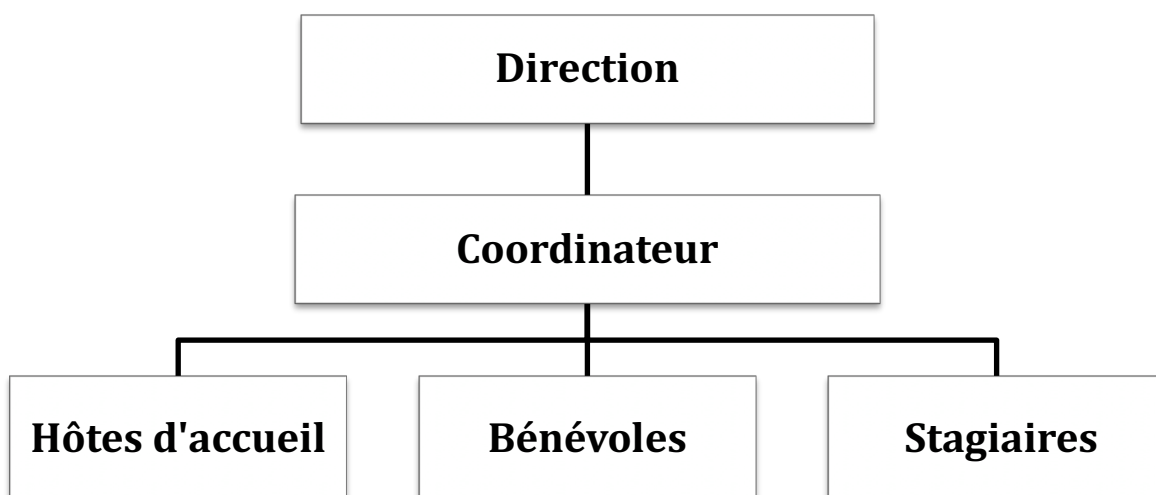 Direction
Coordinateur
Hôtes d'accueil
Bénévoles
Stagiaires